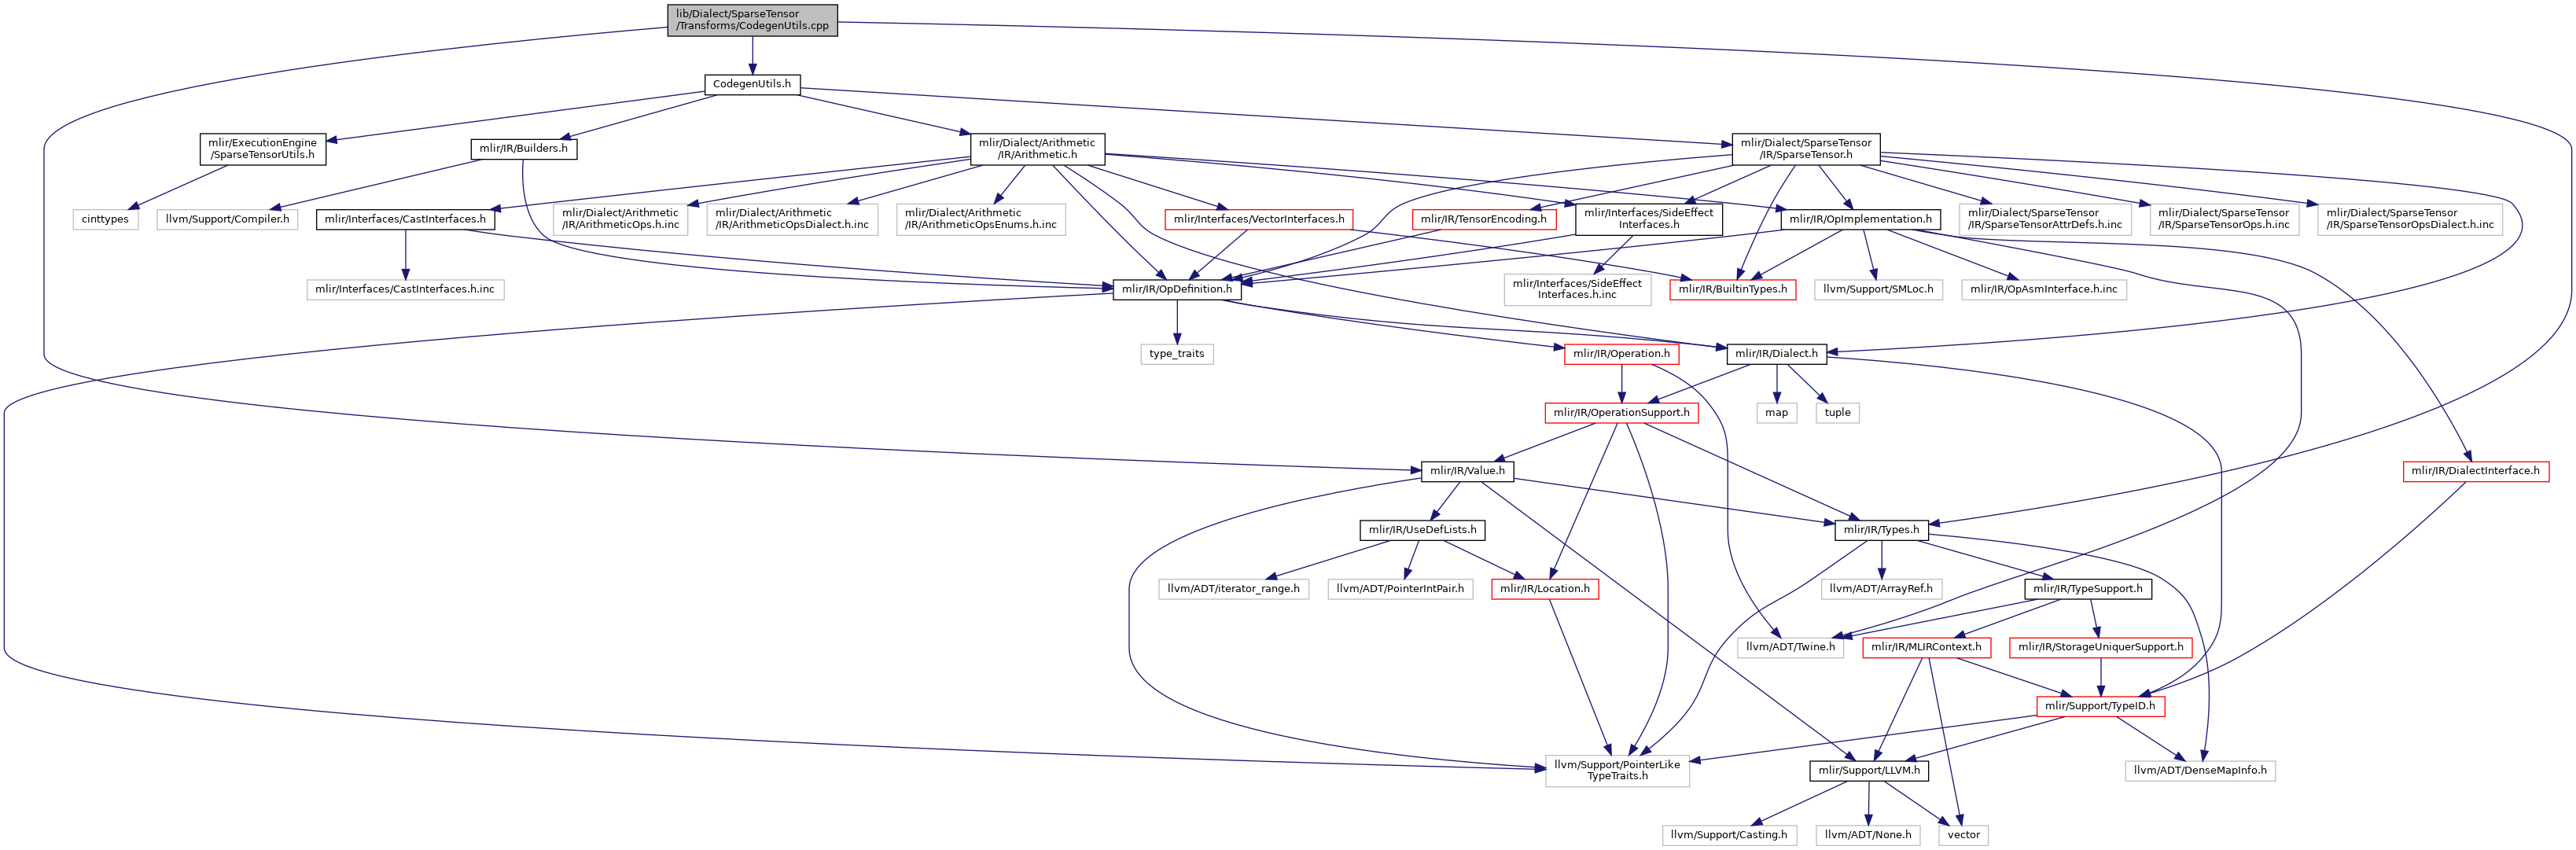 lib/Dialect/SparseTensor
/Transforms/CodegenUtils.cpp
CodegenUtils.h
mlir/ExecutionEngine
/SparseTensorUtils.h
mlir/IR/Builders.h
mlir/Dialect/Arithmetic
/IR/Arithmetic.h
mlir/Dialect/SparseTensor
/IR/SparseTensor.h
cinttypes
llvm/Support/Compiler.h
mlir/Interfaces/CastInterfaces.h
mlir/Dialect/Arithmetic
/IR/ArithmeticOps.h.inc
mlir/Dialect/Arithmetic
/IR/ArithmeticOpsDialect.h.inc
mlir/Dialect/Arithmetic
/IR/ArithmeticOpsEnums.h.inc
mlir/Interfaces/VectorInterfaces.h
mlir/IR/TensorEncoding.h
mlir/Interfaces/SideEffect
Interfaces.h
mlir/IR/OpImplementation.h
mlir/Dialect/SparseTensor
/IR/SparseTensorAttrDefs.h.inc
mlir/Dialect/SparseTensor
/IR/SparseTensorOps.h.inc
mlir/Dialect/SparseTensor
/IR/SparseTensorOpsDialect.h.inc
mlir/Interfaces/CastInterfaces.h.inc
mlir/IR/OpDefinition.h
mlir/Interfaces/SideEffect
Interfaces.h.inc
mlir/IR/BuiltinTypes.h
llvm/Support/SMLoc.h
mlir/IR/OpAsmInterface.h.inc
type_traits
mlir/IR/Operation.h
mlir/IR/Dialect.h
mlir/IR/OperationSupport.h
map
tuple
mlir/IR/Value.h
mlir/IR/DialectInterface.h
mlir/IR/UseDefLists.h
mlir/IR/Types.h
llvm/ADT/iterator_range.h
llvm/ADT/PointerIntPair.h
mlir/IR/Location.h
llvm/ADT/ArrayRef.h
mlir/IR/TypeSupport.h
llvm/ADT/Twine.h
mlir/IR/MLIRContext.h
mlir/IR/StorageUniquerSupport.h
mlir/Support/TypeID.h
llvm/Support/PointerLike
TypeTraits.h
mlir/Support/LLVM.h
llvm/ADT/DenseMapInfo.h
llvm/Support/Casting.h
llvm/ADT/None.h
vector